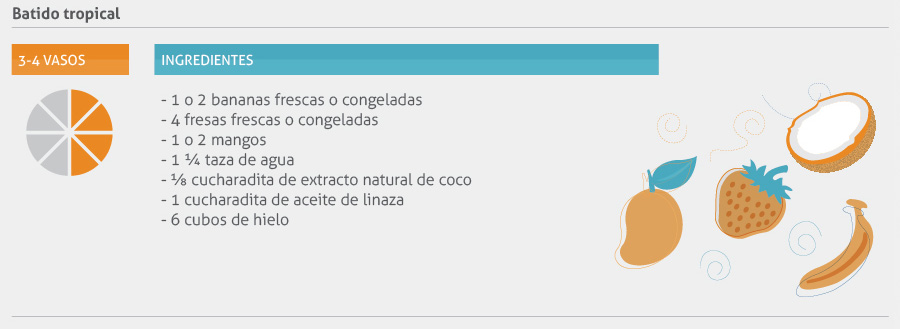 Batido tropical
3-4 VASOS
INGREDIENTES
- 1 o 2 bananas frescas o congeladas
- 4 fresas frescas o congeladas
- 1 o 2 mangos
- 1 ¼ taza de agua
- ⅛ cucharadita de extracto natural de coco
- 1 cucharadita de aceite de linaza
- 6 cubos de hielo